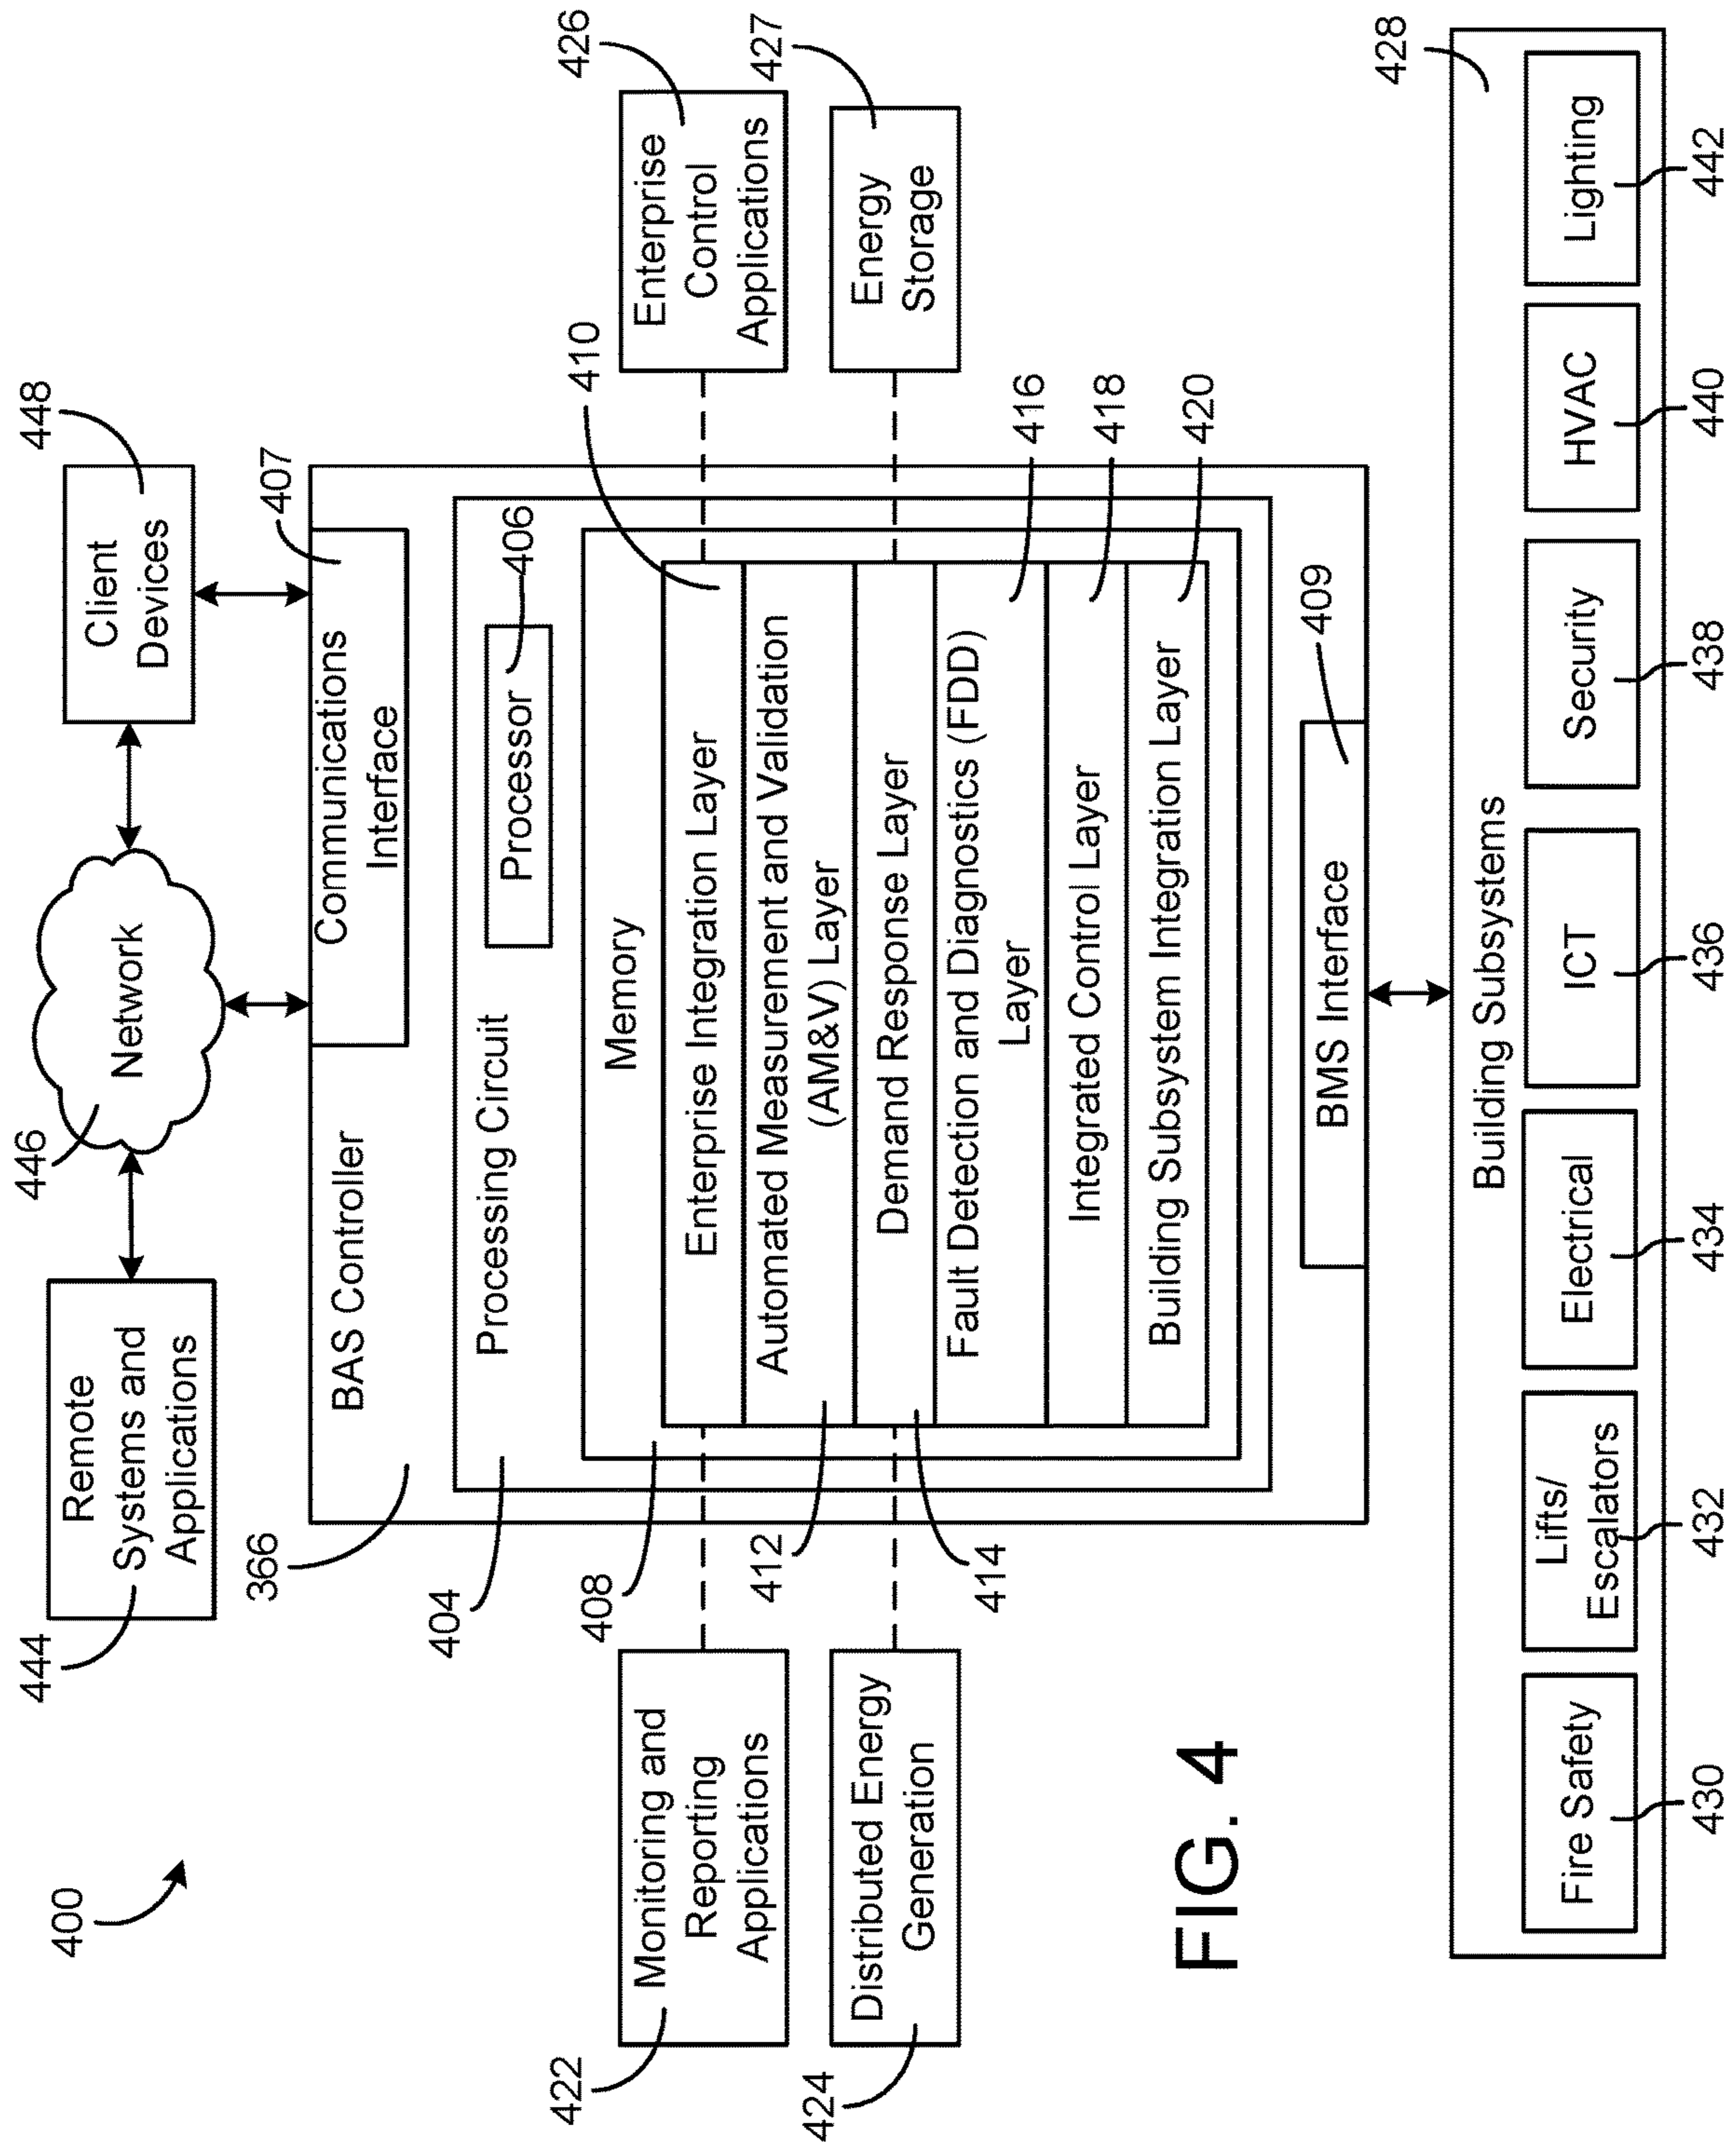 400
444
Remote
Systems and
Applications
446
Network
448
Client
Devices
366
BAS Controller
407
Communications
Interface
404
Processing Circuit
Processor
406
408
Memory
410
Enterprise Integration Layer
412
Automated Measurement and Validation
(AM&V) Layer
414
Demand Response Layer
Fault Detection and Diagnostics (FDD)
Layer
416
Integrated Control Layer
418
Building Subsystem Integration Layer
420
422
Monitoring and
Reporting
Applications
426
Enterprise
Control
Applications
424
Distributed Energy
Generation
427
Energy
Storage
BMS Interface
409
FIG. 4
Building Subsystems
428
Fire Safety
Lifts/
Escalators
Electrical
ICT
Security
HVAC
Lighting
430
432
434
436
438
440
442